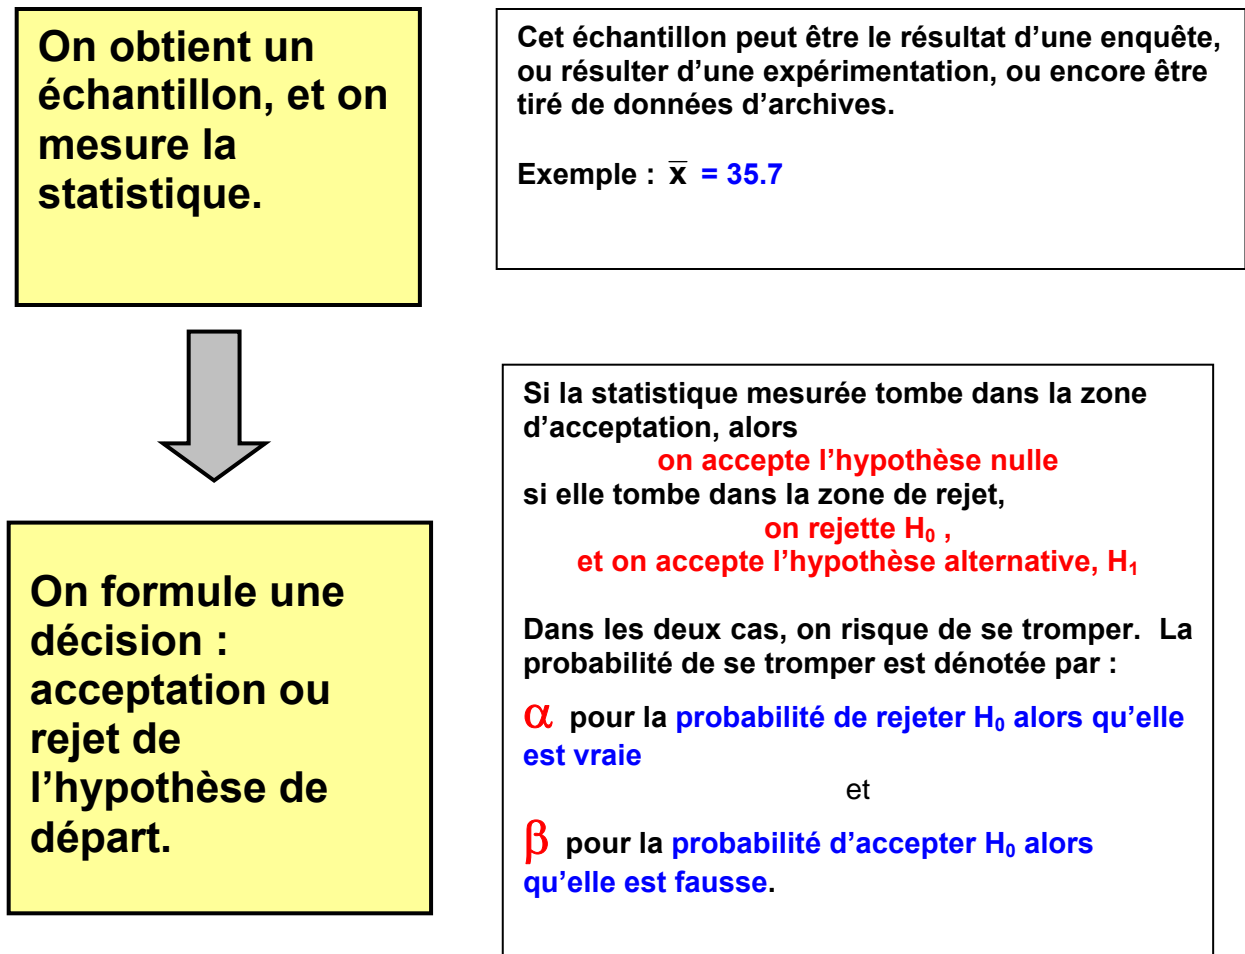 On obtient un
échantillon, et on
mesure la
statistique.
Cet échantillon peut être le résultat d’une enquête,
ou résulter d’une expérimentation, ou encore être
tiré de données d’archives.
Exemple : x̅ = 35.7
On formule une
décision :
acceptation ou
rejet de
l’hypothèse de
départ.
Si la statistique mesurée tombe dans la zone
d’acceptation, alors
on accepte l’hypothèse nulle
si elle tombe dans la zone de rejet,
on rejette H₀ ,
et on accepte l’hypothèse alternative, H₁
Dans les deux cas, on risque de se tromper. La
probabilité de se tromper est dénotée par :
α pour la probabilité de rejeter H₀ alors qu’elle
est vraie
et
β pour la probabilité d’accepter H₀ alors
qu’elle est fausse.